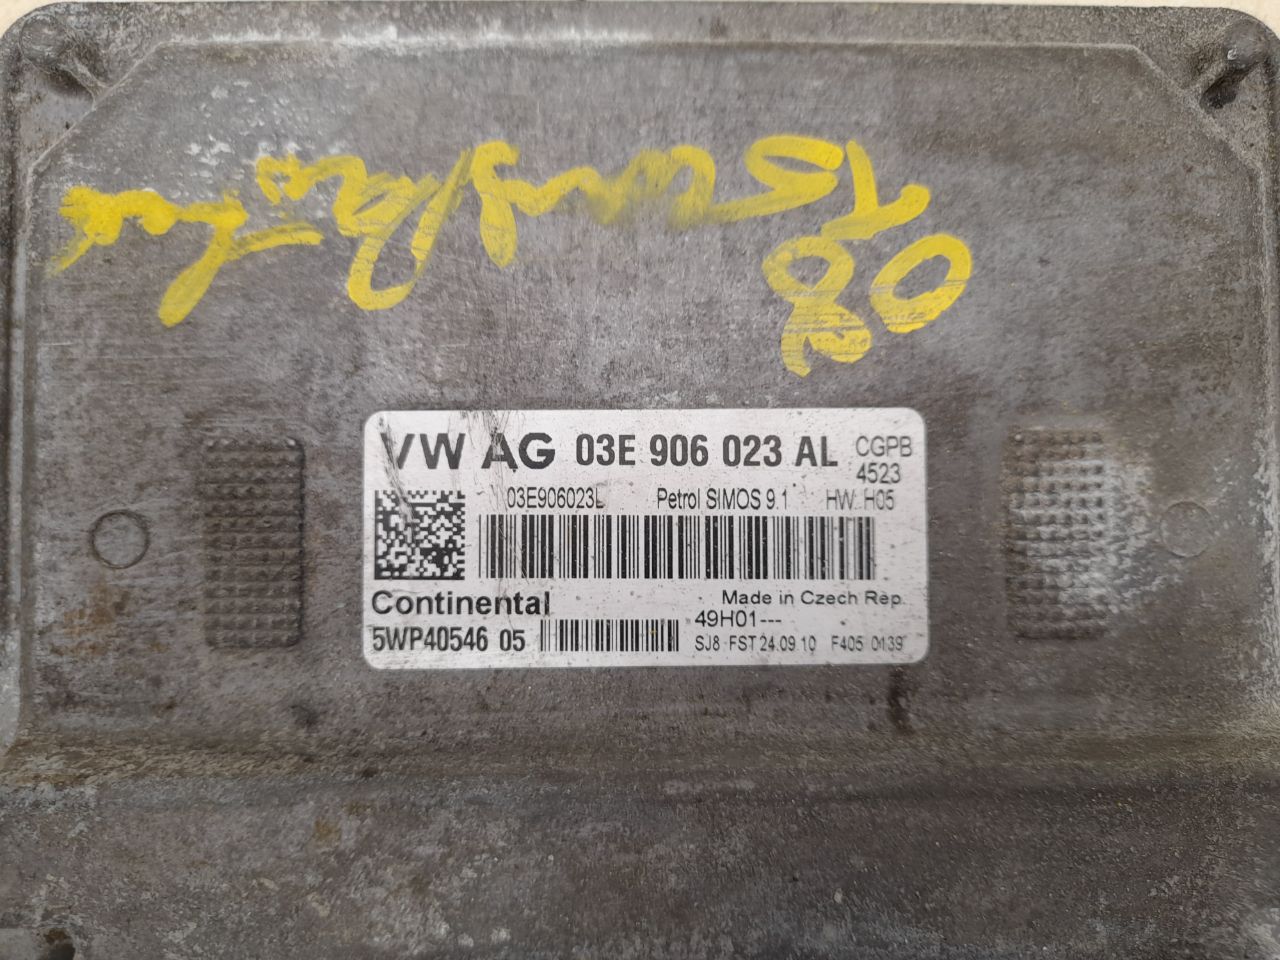 VW AG 03E 906 023 AL CGPB
4523
03E906023L Petrol SIMOS 9.1 HW: H05
Continental Made in Czech Rep.
49H01---
5WP40546 05 SJ8 FST 24.09.10 F405 0139